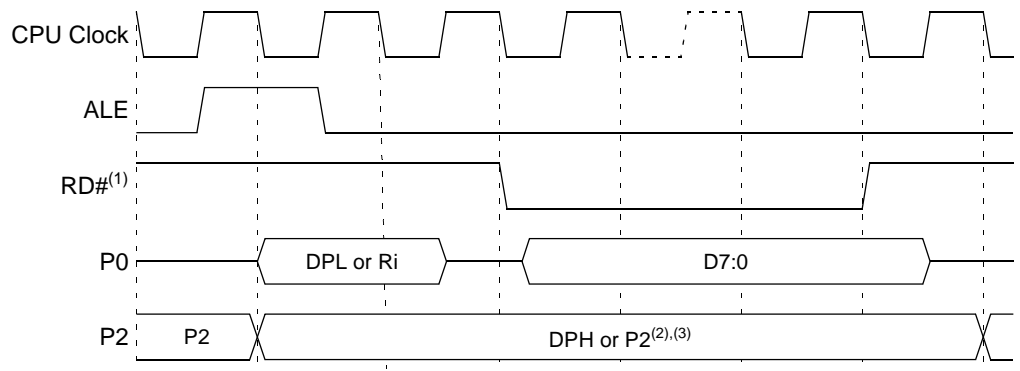 CPU Clock
ALE
RD#(1)
P0 DPL or Ri D7:0
P2 P2 DPH or P2(2),(3)